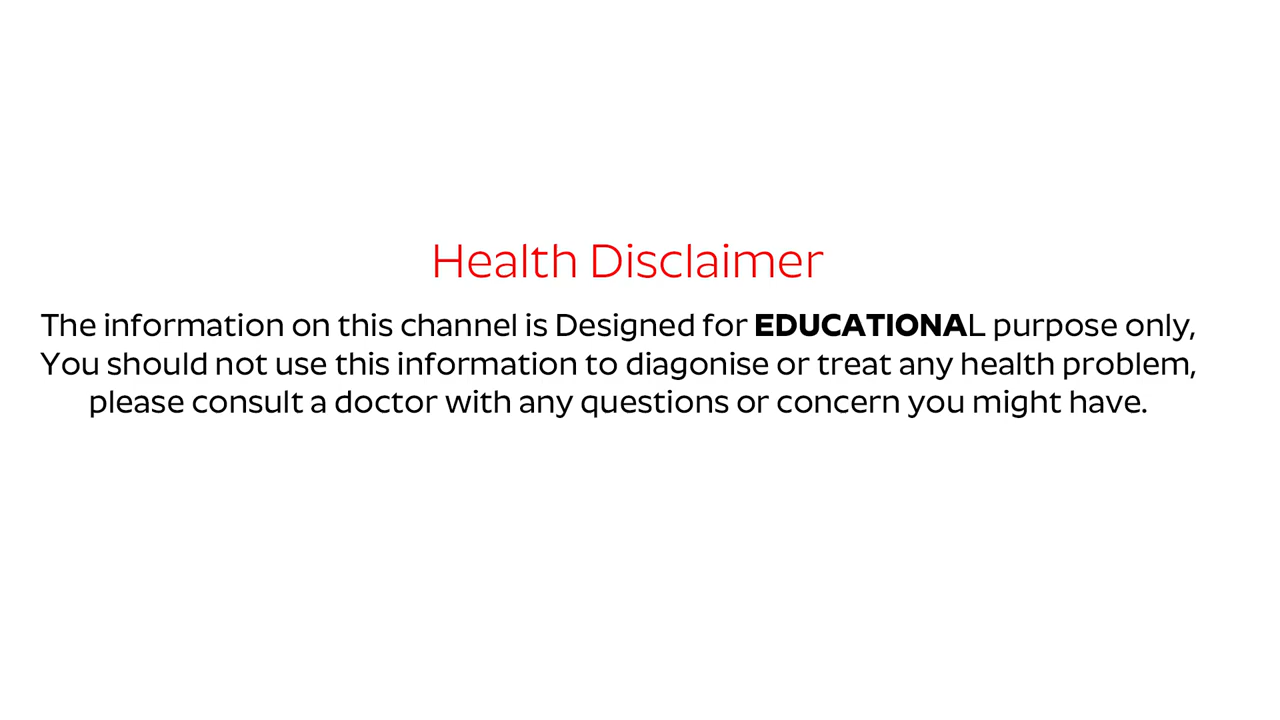 Health Disclaimer
The information on this channel is Designed for EDUCATIONAL purpose only,
You should not use this information to diagonise or treat any health problem,
please consult a doctor with any questions or concern you might have.